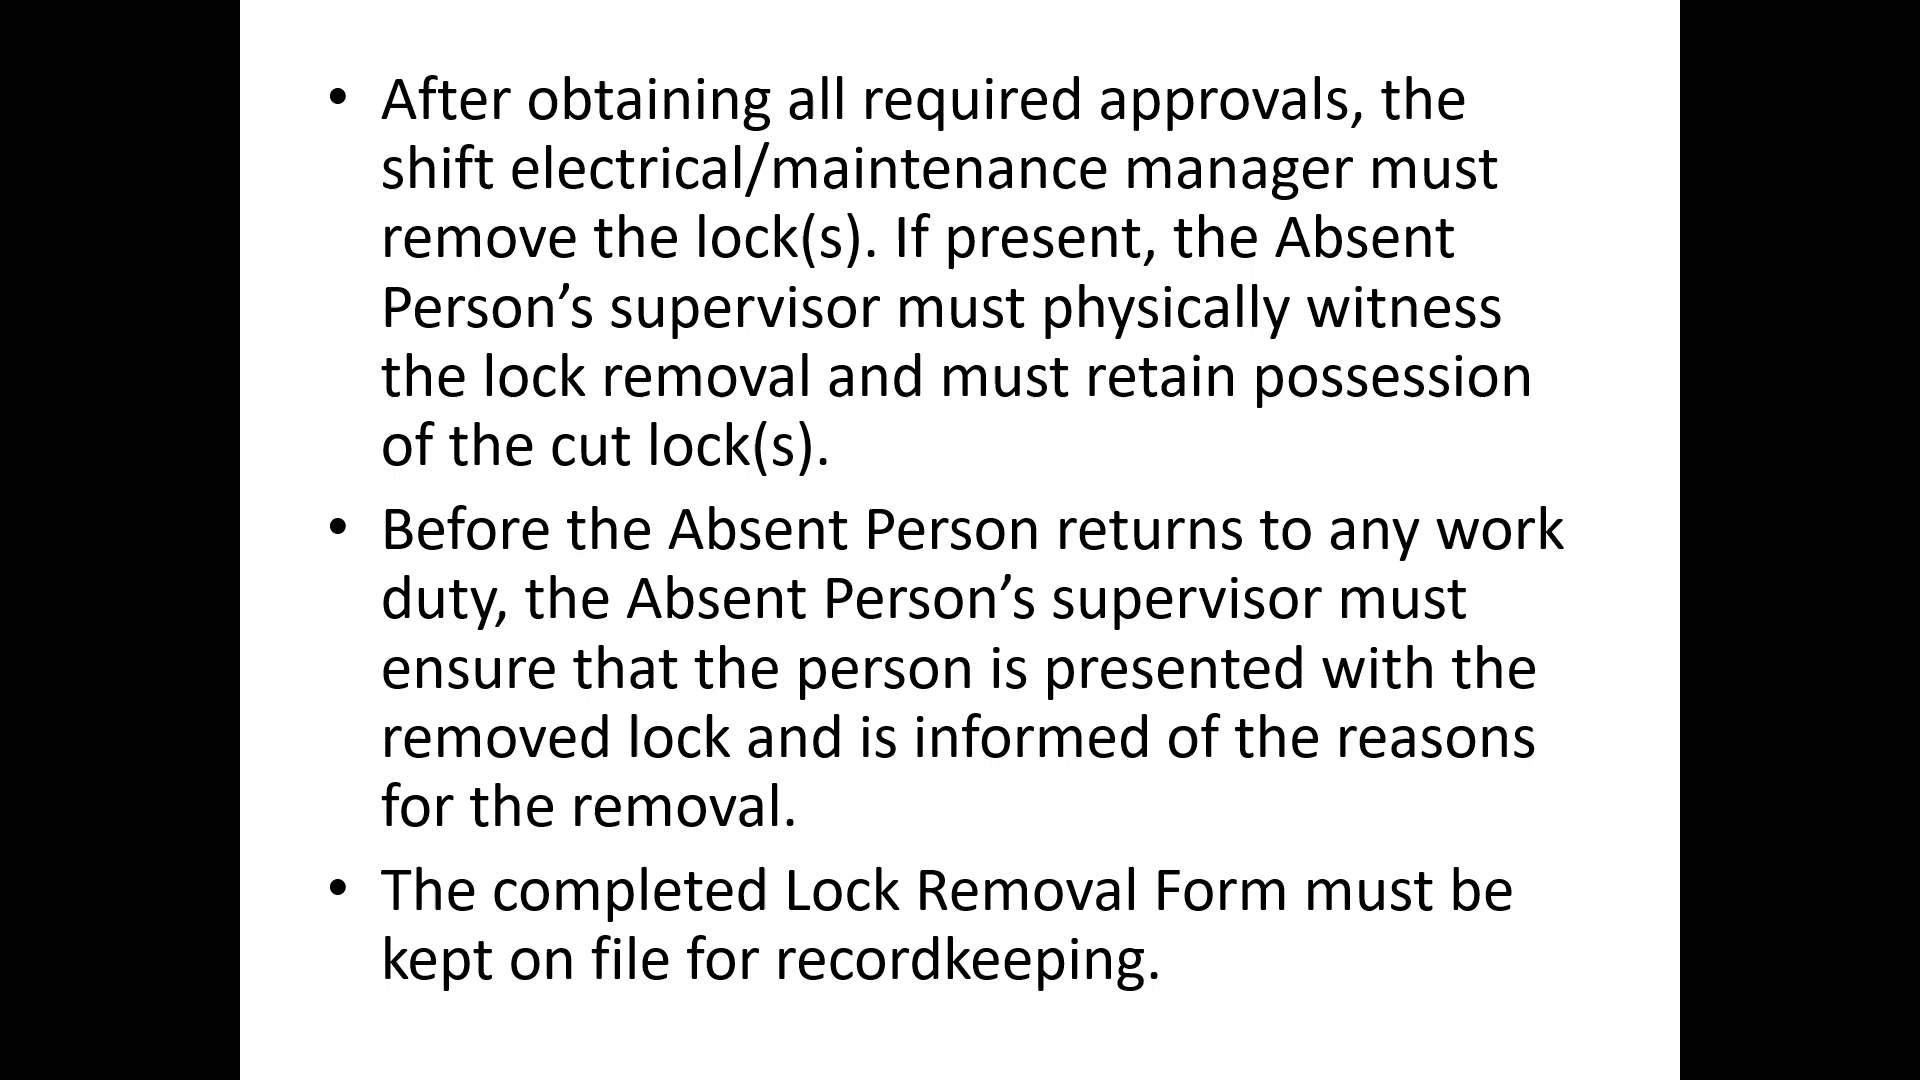 • After obtaining all required approvals, the
shift electrical/maintenance manager must
remove the lock(s). If present, the Absent
Person’s supervisor must physically witness
the lock removal and must retain possession
of the cut lock(s).
• Before the Absent Person returns to any work
duty, the Absent Person’s supervisor must
ensure that the person is presented with the
removed lock and is informed of the reasons
for the removal.
• The completed Lock Removal Form must be
kept on file for recordkeeping.